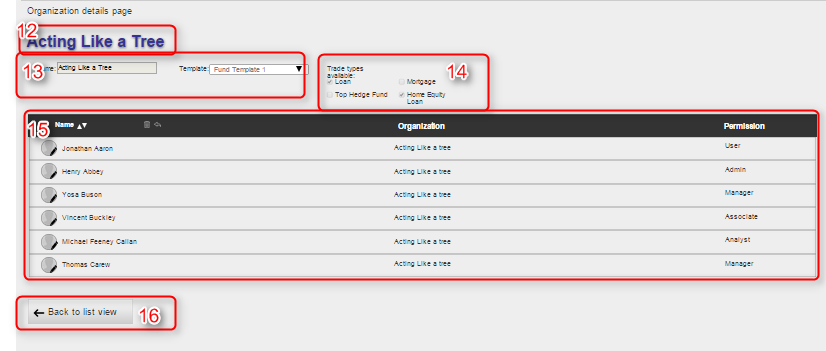 Organization details page
12
Acting Like a Tree
13
me: Acting Like a Tree Template: Fund Template 1
14
Trade types
available:
Loan Mortgage
Top Hedge Fund Home Equity
Loan
15
Name Organization Permission
Jonathan Aaron Acting Like a tree User
Henry Abbey Acting Like a tree Admin
Yosa Buson Acting Like a tree Manager
Vincent Buckley Acting Like a tree Associate
Michael Feeney Callan Acting Like a tree Analyst
Thomas Carew Acting Like a tree Manager
Back to list view 16